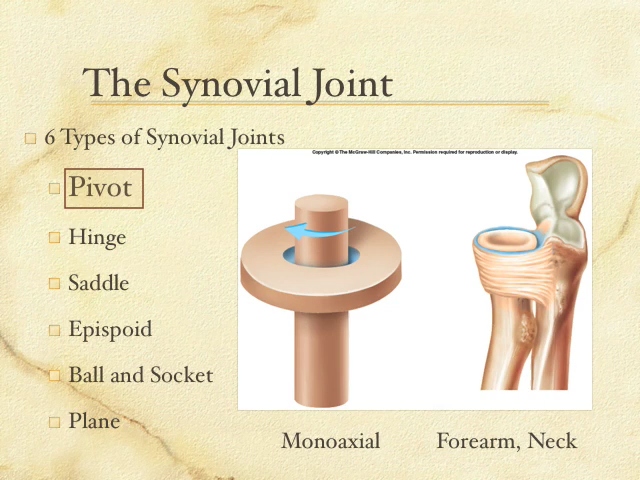 The Synovial Joint
6 Types of Synovial Joints
Copyright © The McGraw-Hill Companies, Inc. Permission required for reproduction or display.
Pivot
Hinge
Saddle
Epispoid
Ball and Socket
Plane
Monoaxial
Forearm, Neck